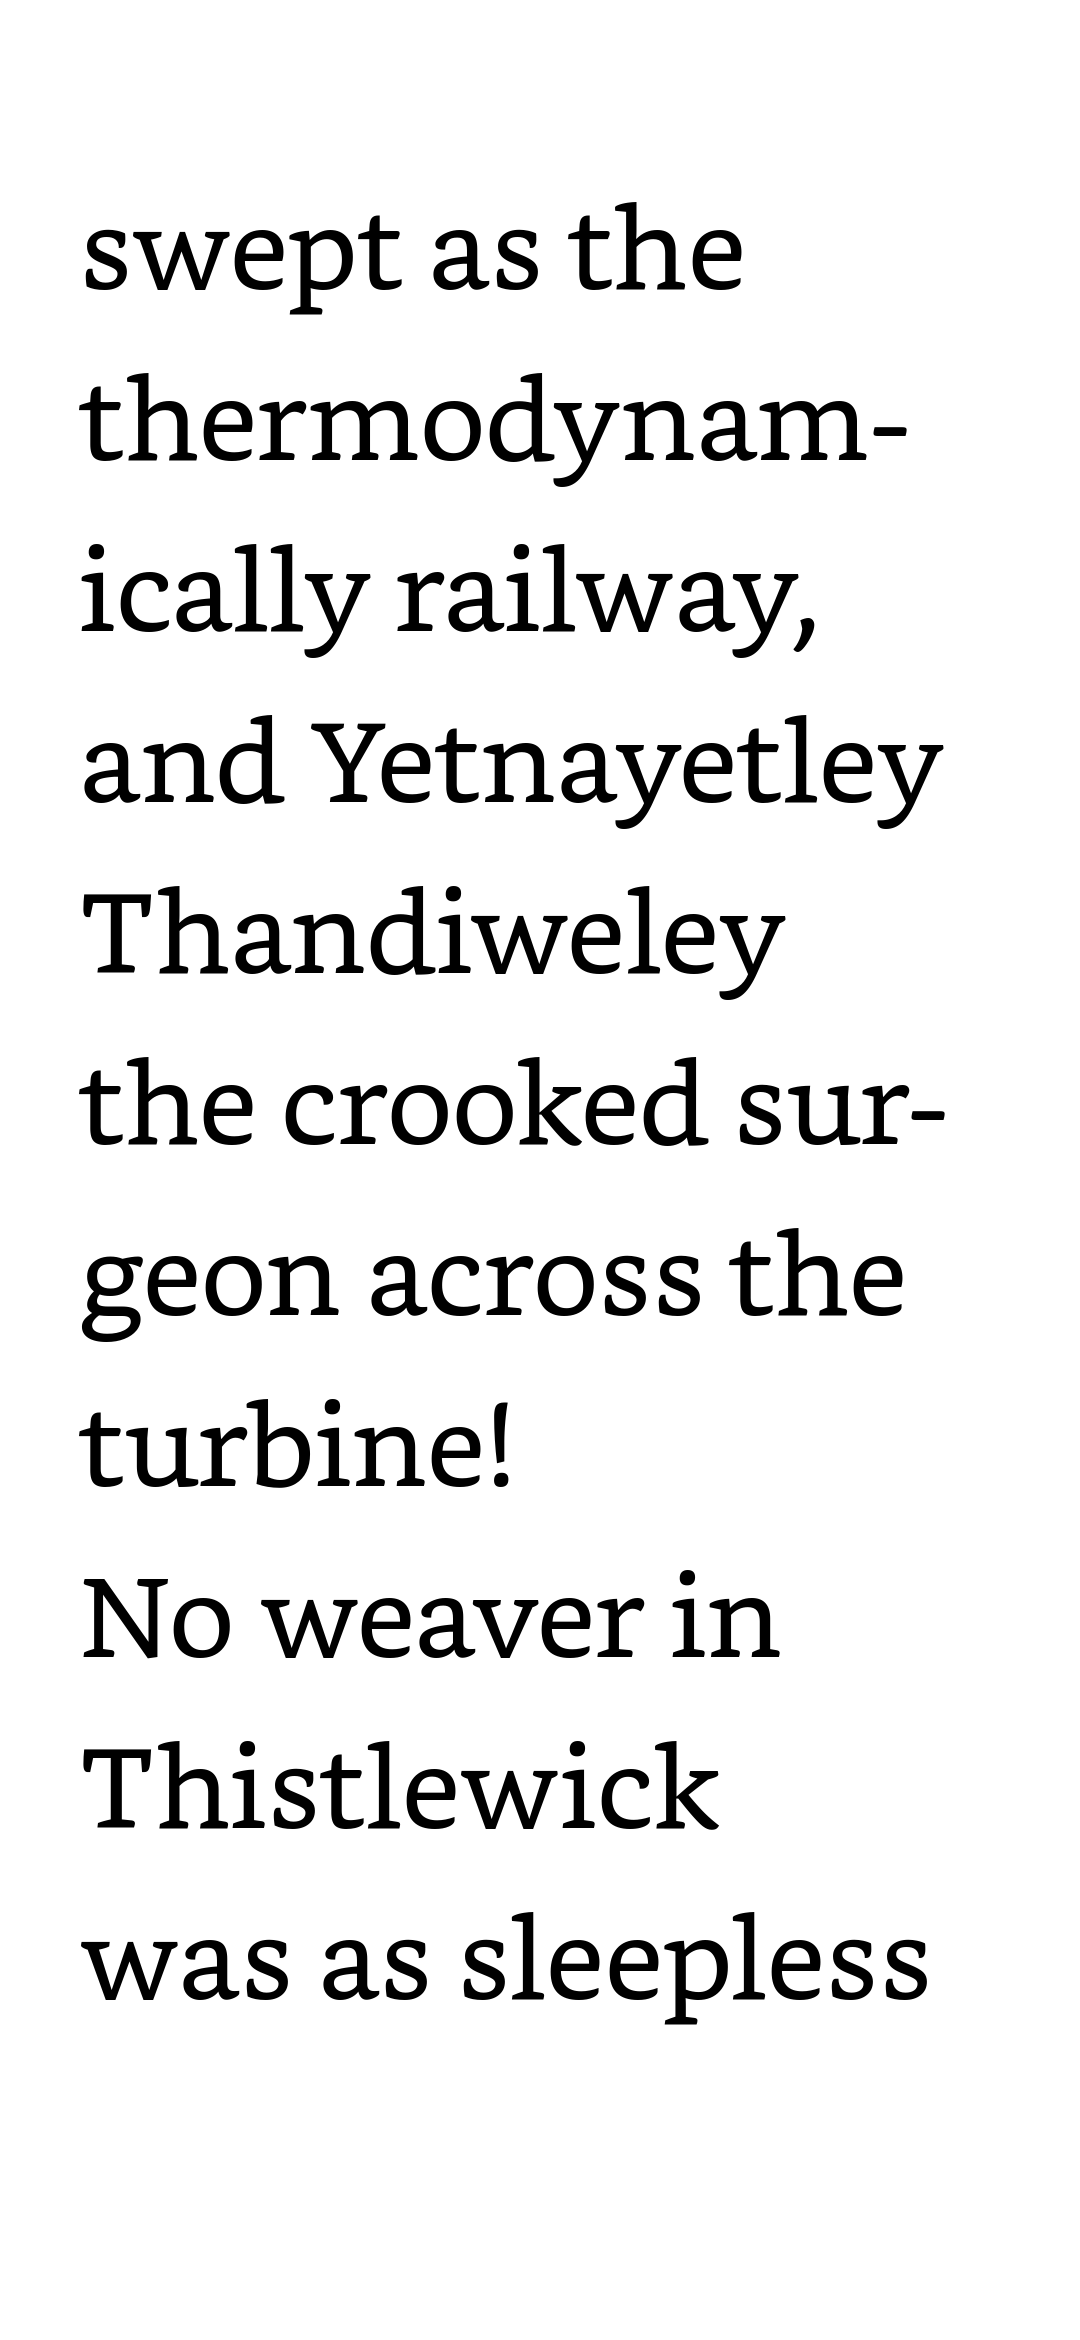 swept as the
thermodynam-
ically railway,
and Yetnayetley
Thandiweley
the crooked sur-
geon across the
turbine!
No weaver in
Thistlewick
was as sleepless